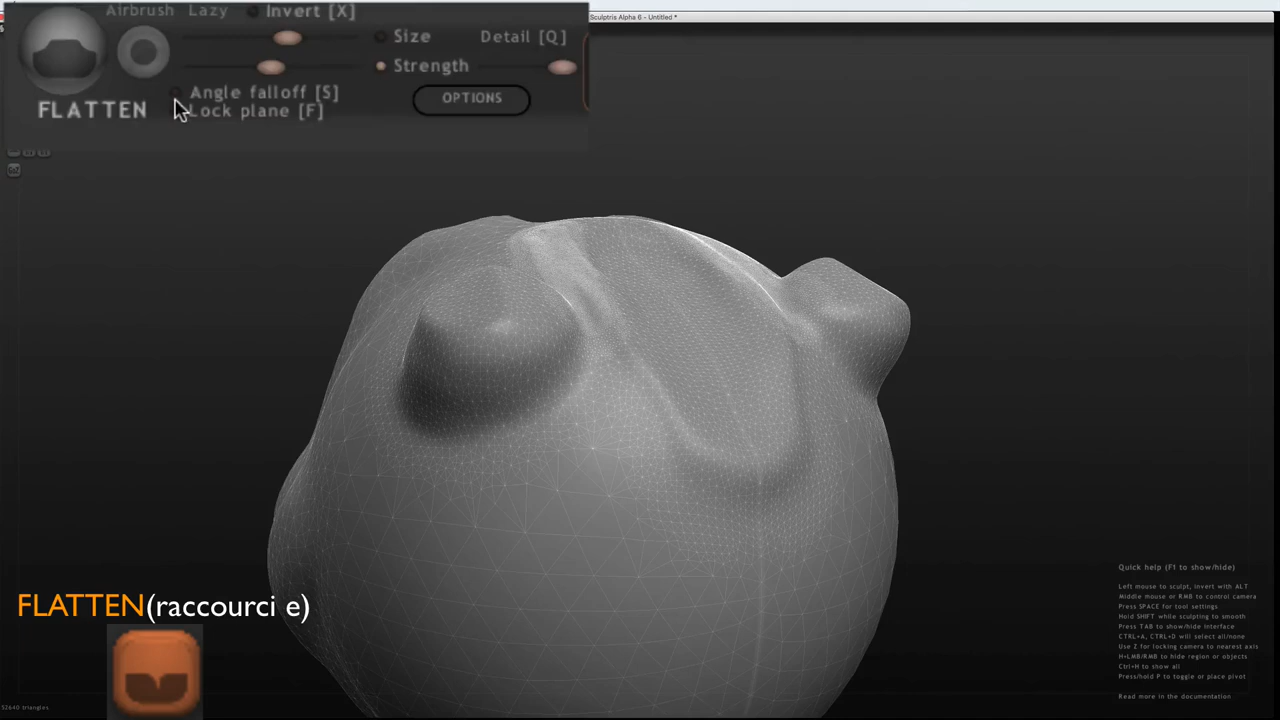 Sculptris Alpha 6 - Untitled *
Airbrush Lazy Invert [X]
Size Detail [Q]
Strength
Angle falloff [S]
Lock plane [F]
OPTIONS
FLATTEN
FLATTEN(raccourci e)
Quick help (F1 to show/hide)
Left mouse to sculpt, invert with ALT
Middle mouse or RMB to control camera
Press SPACE for tool settings
Hold SHIFT while sculpting to smooth
Press TAB to show/hide interface
CTRL+A, CTRL+D will select all/none
Use Z for locking camera to nearest axis
H+LMB/RMB to hide region or objects
Ctrl+H to show all
Press/hold P to toggle or place pivot
Read more in the documentation
52640 triangles.